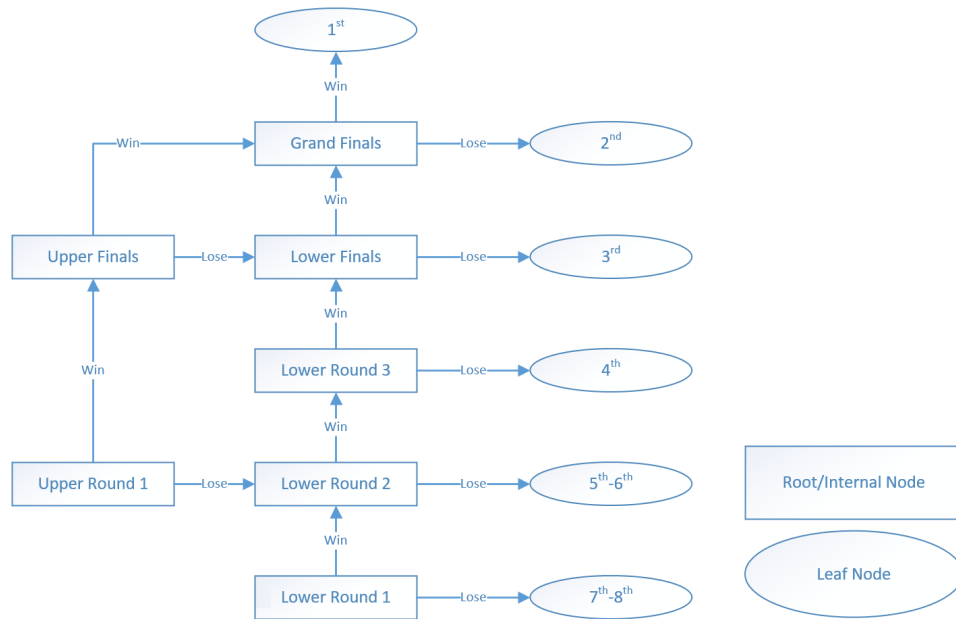 1st
Win
Win
Grand Finals
Lose
2nd
Win
Upper Finals
Lose
Lower Finals
Lose
3rd
Win
Win
Lower Round 3
Lose
4th
Win
Upper Round 1
Lose
Lower Round 2
Lose
5th-6th
Root/Internal Node
Win
Lower Round 1
Lose
7th-8th
Leaf Node